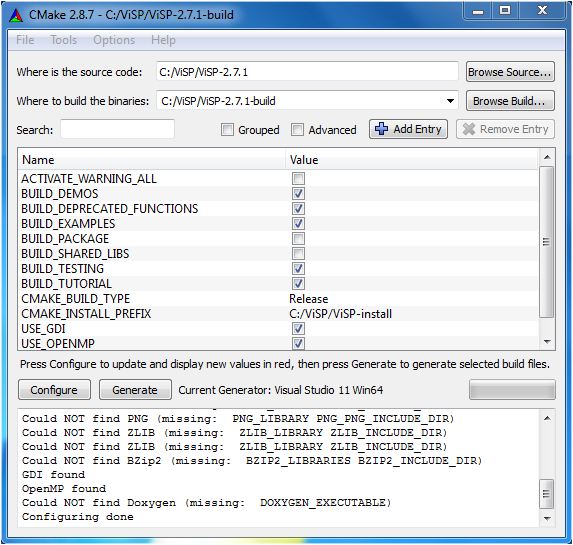 CMake 2.8.7 - C:/ViSP/ViSP-2.7.1-build
File Tools Options Help
Where is the source code: C:/ViSP/ViSP-2.7.1 Browse Source...
Where to build the binaries: C:/ViSP/ViSP-2.7.1-build Browse Build...
Search: Grouped Advanced Add Entry Remove Entry
Name Value
ACTIVATE_WARNING_ALL
BUILD_DEMOS
BUILD_DEPRECATED_FUNCTIONS
BUILD_EXAMPLES
BUILD_PACKAGE
BUILD_SHARED_LIBS
BUILD_TESTING
BUILD_TUTORIAL
CMAKE_BUILD_TYPE Release
CMAKE_INSTALL_PREFIX C:/ViSP/ViSP-install
USE_GDI
USE_OPENMP
Press Configure to update and display new values in red, then press Generate to generate selected build files.
Configure Generate Current Generator: Visual Studio 11 Win64
Could NOT find PNG (missing: PNG_LIBRARY PNG_PNG_INCLUDE_DIR)
Could NOT find ZLIB (missing: ZLIB_LIBRARY ZLIB_INCLUDE_DIR)
Could NOT find ZLIB (missing: ZLIB_LIBRARY ZLIB_INCLUDE_DIR)
Could NOT find BZip2 (missing: BZIP2_LIBRARIES BZIP2_INCLUDE_DIR)
GDI found
OpenMP found
Could NOT find Doxygen (missing: DOXYGEN_EXECUTABLE)
Configuring done